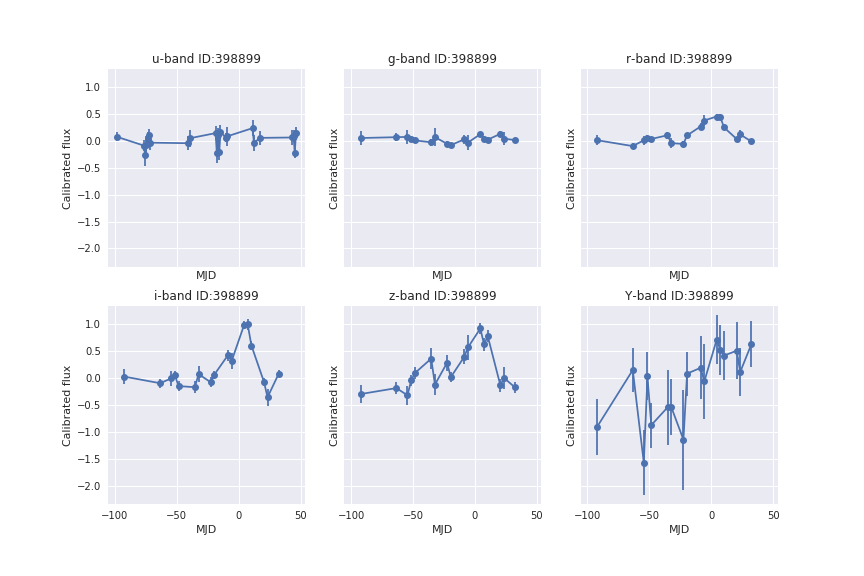 u-band ID:398899
g-band ID:398899
r-band ID:398899
Calibrated flux
Calibrated flux
Calibrated flux
1.0
0.5
0.0
−0.5
−1.0
−1.5
−2.0
MJD
MJD
MJD
i-band ID:398899
z-band ID:398899
Y-band ID:398899
Calibrated flux
Calibrated flux
Calibrated flux
1.0
0.5
0.0
−0.5
−1.0
−1.5
−2.0
−100 −50 0 50
−100 −50 0 50
−100 −50 0 50
MJD
MJD
MJD